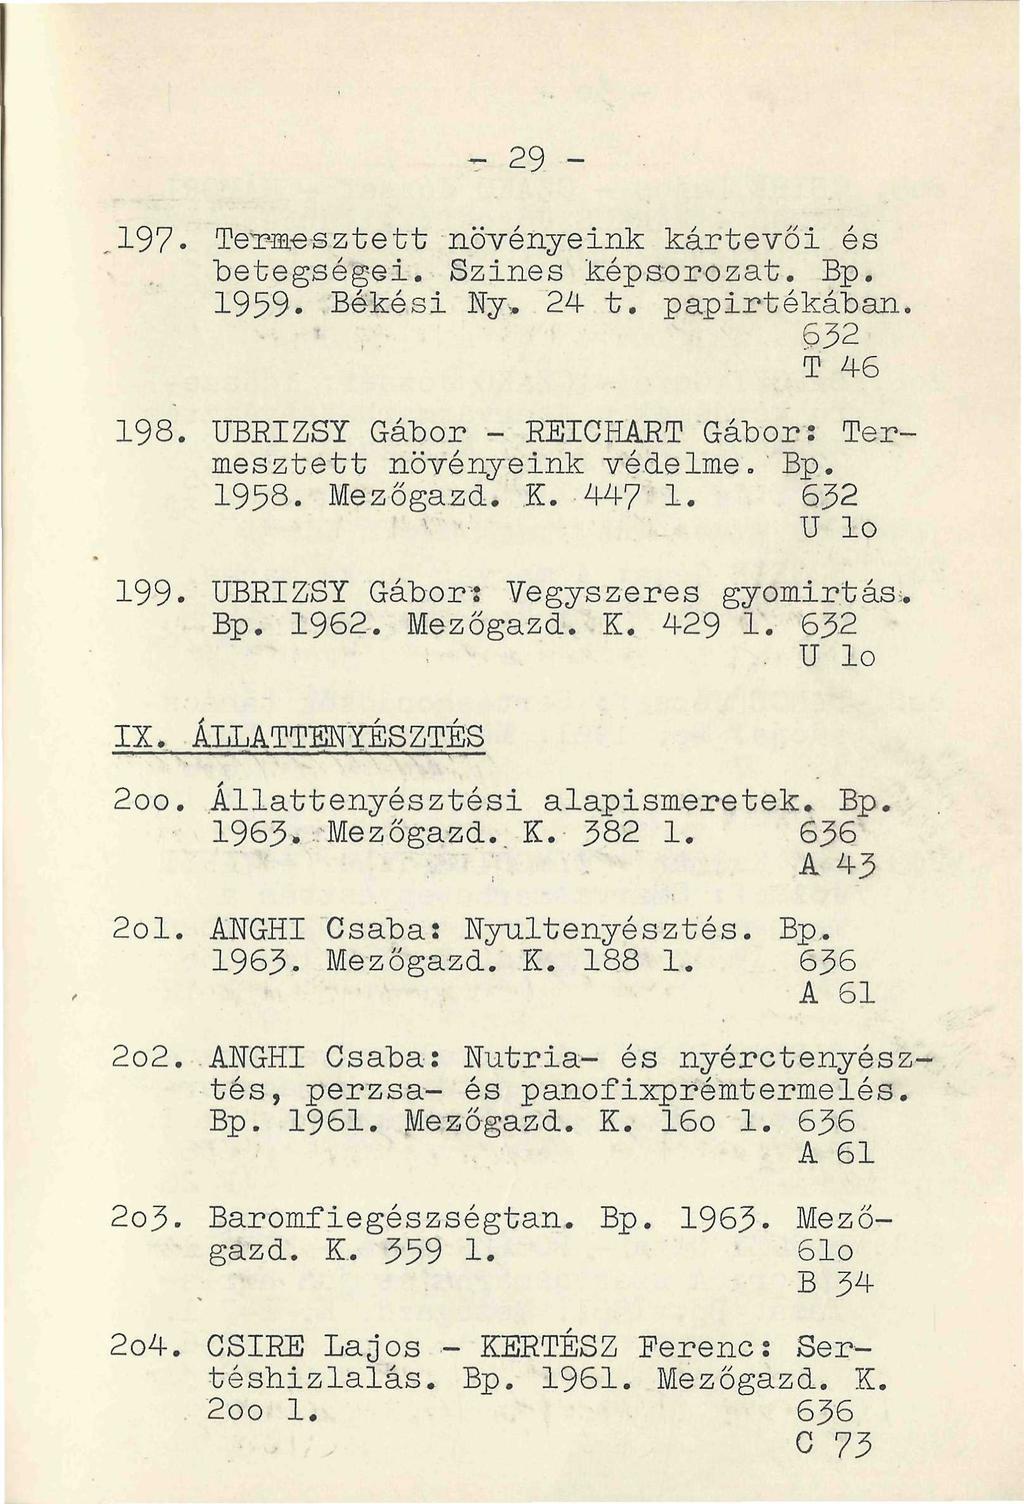 - 29 -
197. Termesztett növényeink kártevői és
betegségei. Szines képsorozat. Bp.
1959. Békési Ny. 24 t. papirtékában.
632
T 46
198. UBRIZSY Gábor - REICHART Gábor: Ter-
mesztett növényeink védelme. Bp.
1958. Mezőgazd. K. 447 l. 632
U lo
199. UBRIZSY Gábor: Vegyszeres gyomirtás.
Bp. 1962. Mezőgazd. K. 429 l. 632
U lo
IX. ÁLLATTENYÉSZTÉS
2oo. Állattenyésztési alapismeretek. Bp.
1963. Mezőgazd. K. 382 l. 636
A 43
2ol. ANGHI Csaba: Nyultenyésztés. Bp.
1963. Mezőgazd. K. 188 l. 636
A 61
2o2. ANGHI Csaba: Nutria- és nyérctenyész-
tés, perzsa- és panofixprémtermelés.
Bp. 1961. Mezőgazd. K. 16o l. 636
A 61
2o3. Baromfiegészségtan. Bp. 1963. Mező-
gazd. K. 359 l. 61o
B 34
2o4. CSIRE Lajos - KERTÉSZ Ferenc: Ser-
téshizlalás. Bp. 1961. Mezőgazd. K.
2oo l. 636
C 73